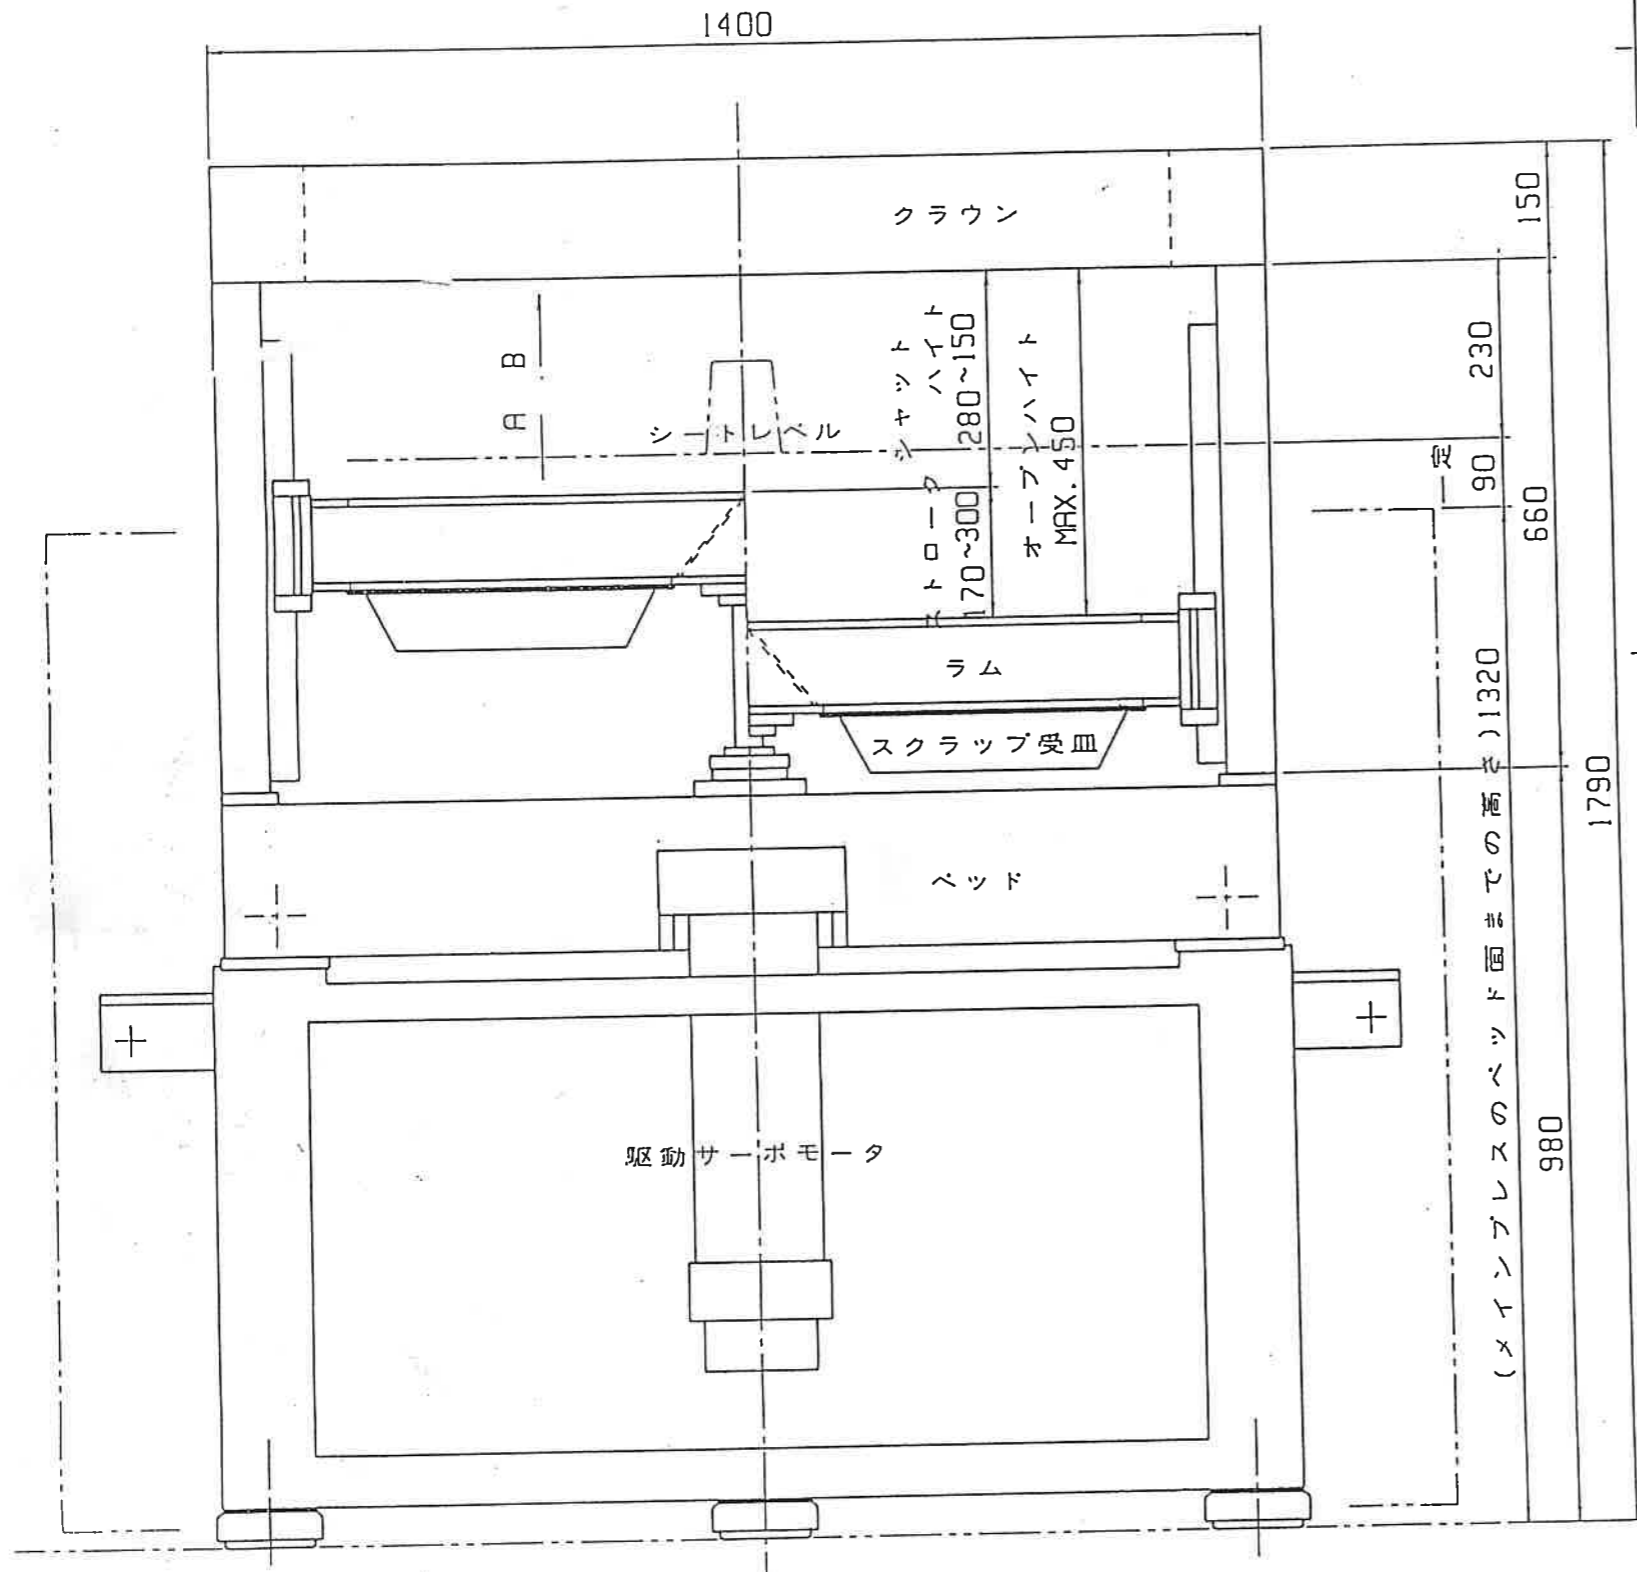 1400
クラウン
150
シャット
ハイト
280~150
オープンハイト
MAX.450
230
A B
シートレベル
一定
90
660
ストローク
170~300
ラム
スクラップ受皿
(メインプレスのベッド面までの高さ)1320
1790
ベッド
980
駆動サーボモータ